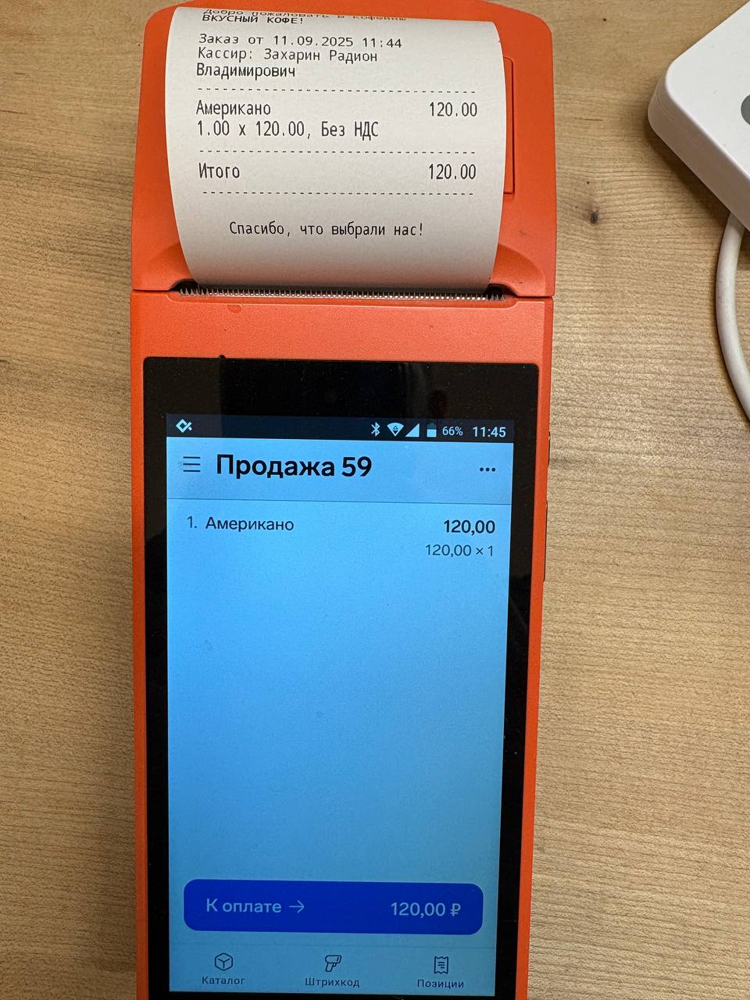 Добро пожаловать в кофейню
ВКУСНЫЙ КОФЕ!
Заказ от 11.09.2025 11:44
Кассир: Захарин Радион
Владимирович
Американо 120.00
1.00 x 120.00, Без НДС
Итого 120.00
Спасибо, что выбрали нас!
66% 11:45
Продажа 59
1. Американо 120,00
120,00 × 1
К оплате → 120,00 ₽
Каталог Штрихкод Позиции